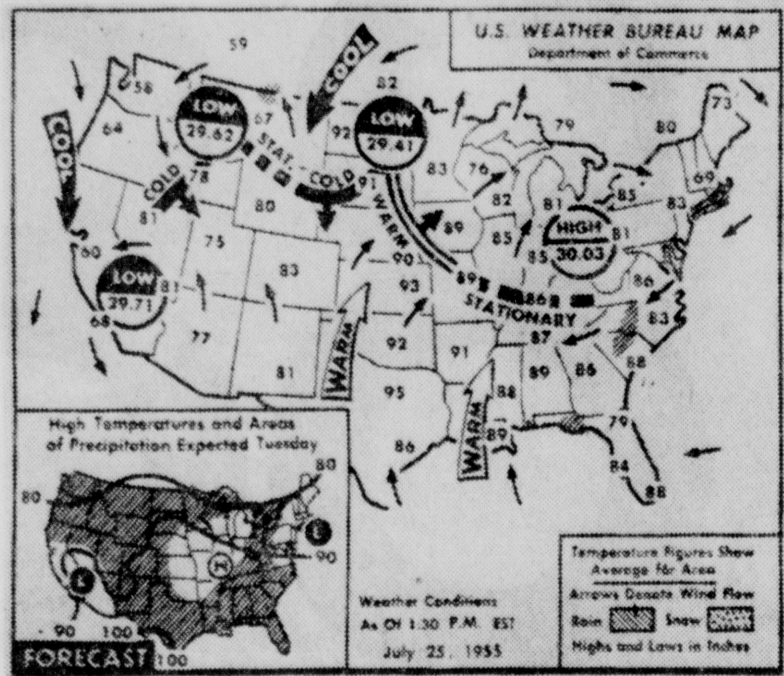 U.S. WEATHER BUREAU MAP
Department of Commerce
59
COOL
82
73
58
LOW
29.62
67
92
LOW
29.41
79
80
64
COOL
STAT.
COLD
83
76
69
COLD
78
91
82
81
85
83
81
80
WARM
89
HIGH
30.03
81
60
75
85
85
90
89
86
LOW
29.71
81
83
93
STATIONARY
86
83
68
77
92
87
WARM
91
88
81
95
88
89
86
79
86
WARM
89
84
88
High Temperatures and Areas
of Precipitation Expected Tuesday
80
80
L
H
90
L
90 100
FORECAST
100
Weather Conditions
As Of 1:30 P.M. EST
July 25, 1955
Temperature Figures Show
Average for Area
Arrows Denote Wind Flow
Rain Snow
Highs and Lows in Inches